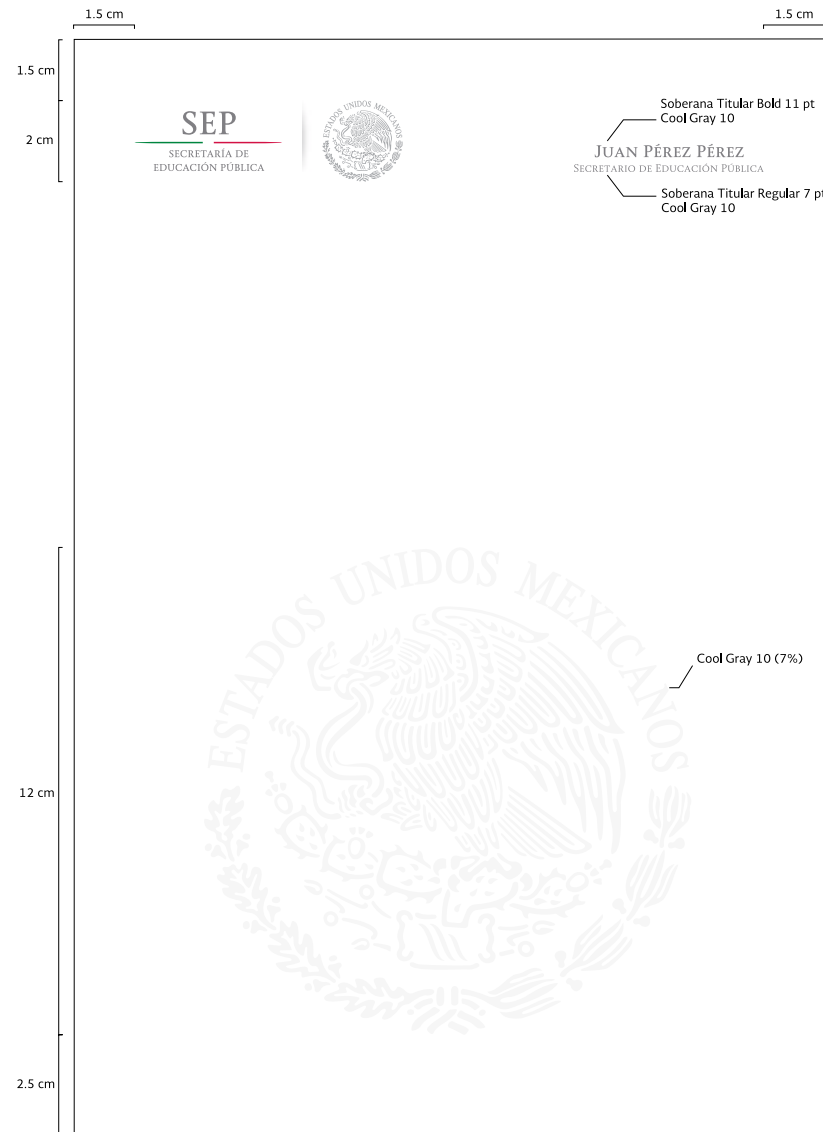 1.5 cm
1.5 cm
1.5 cm
2 cm
SEP
SECRETARÍA DE
EDUCACIÓN PÚBLICA
ESTADOS UNIDOS MEXICANOS
Soberana Titular Bold 11 pt
Cool Gray 10
JUAN PÉREZ PÉREZ
SECRETARIO DE EDUCACIÓN PÚBLICA
Soberana Titular Regular 7 pt
Cool Gray 10
ESTADOS UNIDOS MEXICANOS
Cool Gray 10 (7%)
12 cm
2.5 cm